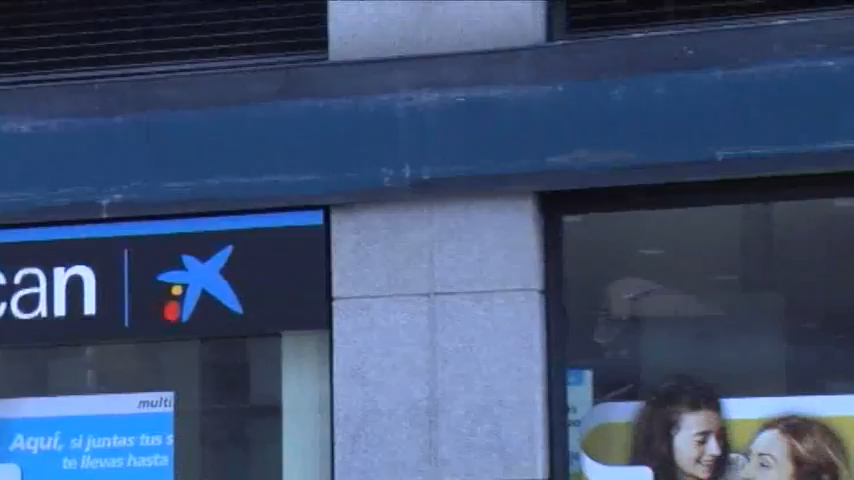 can
multi
Aquí, si juntas tus s
te llevas hasta